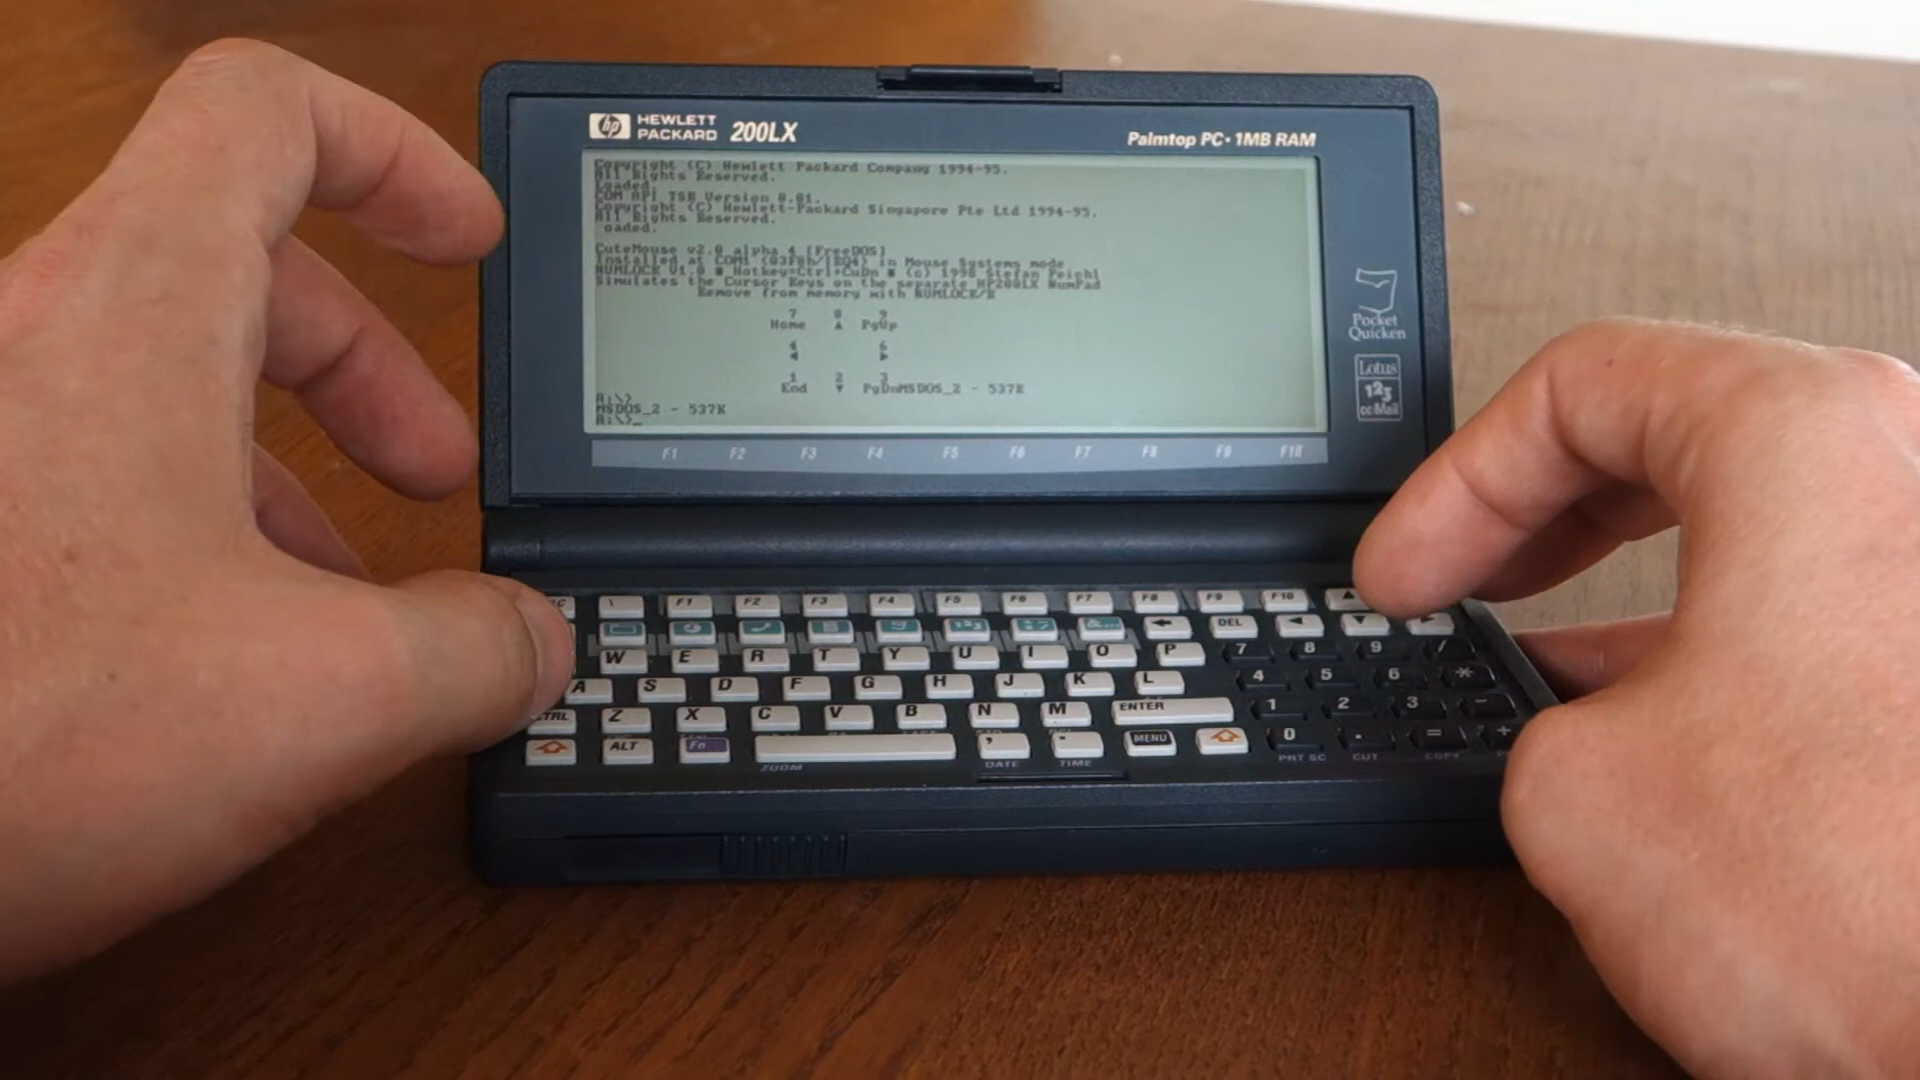 hp HEWLETT PACKARD 200LX
Palmtop PC • 1MB RAM
Copyright (C) Hewlett Packard Company 1994-95.
All Rights Reserved.
Loaded.
COM API TSR Version 0.01.
Copyright (C) Hewlett-Packard Singapore Pte Ltd 1994-95.
All Rights Reserved.
oaded.
CuteMouse v2.0 alpha 4 [FreeDOS]
Installed at COM1 (03F8h/IRQ4) in Mouse Systems mode
NUMLOCK V1.0 ■ Hotkey=Ctrl+CuDn ■ (c) 1998 Stefan Peichl
Simulates the Cursor Keys on the separate HP200LX NumPad
Remove from memory with NUMLOCK/R
7 8 9
Home ▲ PgUp
4 6
◀ ▶
1 2 3
End ▼ PgDnMSDOS_2 - 537K
A:\>
MSDOS_2 - 537K
A:\>_
Pocket Quicken
Lotus
123
cc:Mail
F1 F2 F3 F4 F5 F6 F7 F8 F9 F10
\ F1 F2 F3 F4 F5 F6 F7 F8 F9 F10 ▲
123 &... ← DEL ◀ ▼ ▶
W E R T Y U I O P 7 8 9 /
A S D F G H J K L 4 5 6 *
CTRL Z X C V B N M ENTER 1 2 3 -
ALT Fn , . MENU 0 . = +
ZOOM DATE TIME PRT SC CUT COPY